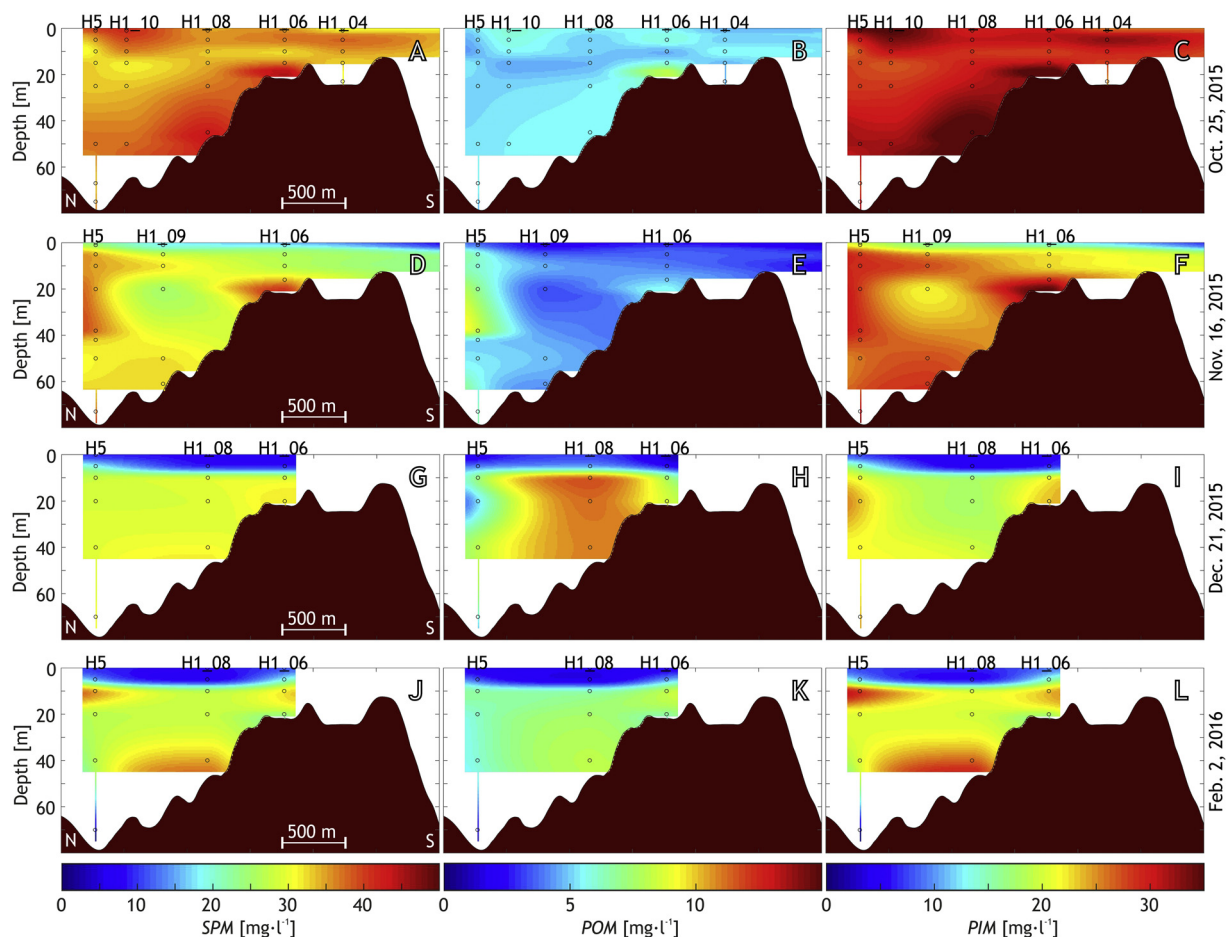 H5 H1_10 H1_08 H1_06 H1_04 H5 H1_10 H1_08 H1_06 H1_04 H5 H1_10 H1_08 H1_06 H1_04
0
20
40
60
Depth [m]
A
B
C
N
500 m
S
Oct. 25, 2015
H5 H1_09 H1_06 H5 H1_09 H1_06 H5 H1_09 H1_06
0
20
40
60
Depth [m]
D
E
F
N
500 m
S
Nov. 16, 2015
H5 H1_08 H1_06 H5 H1_08 H1_06 H5 H1_08 H1_06
0
20
40
60
Depth [m]
G
H
I
N
500 m
S
Dec. 21, 2015
H5 H1_08 H1_06 H5 H1_08 H1_06 H5 H1_08 H1_06
0
20
40
60
Depth [m]
J
K
L
N
500 m
S
Feb. 2, 2016
0 10 20 30 40 0 5 10 0 10 20 30
SPM [mg·l⁻¹] POM [mg·l⁻¹] PIM [mg·l⁻¹]